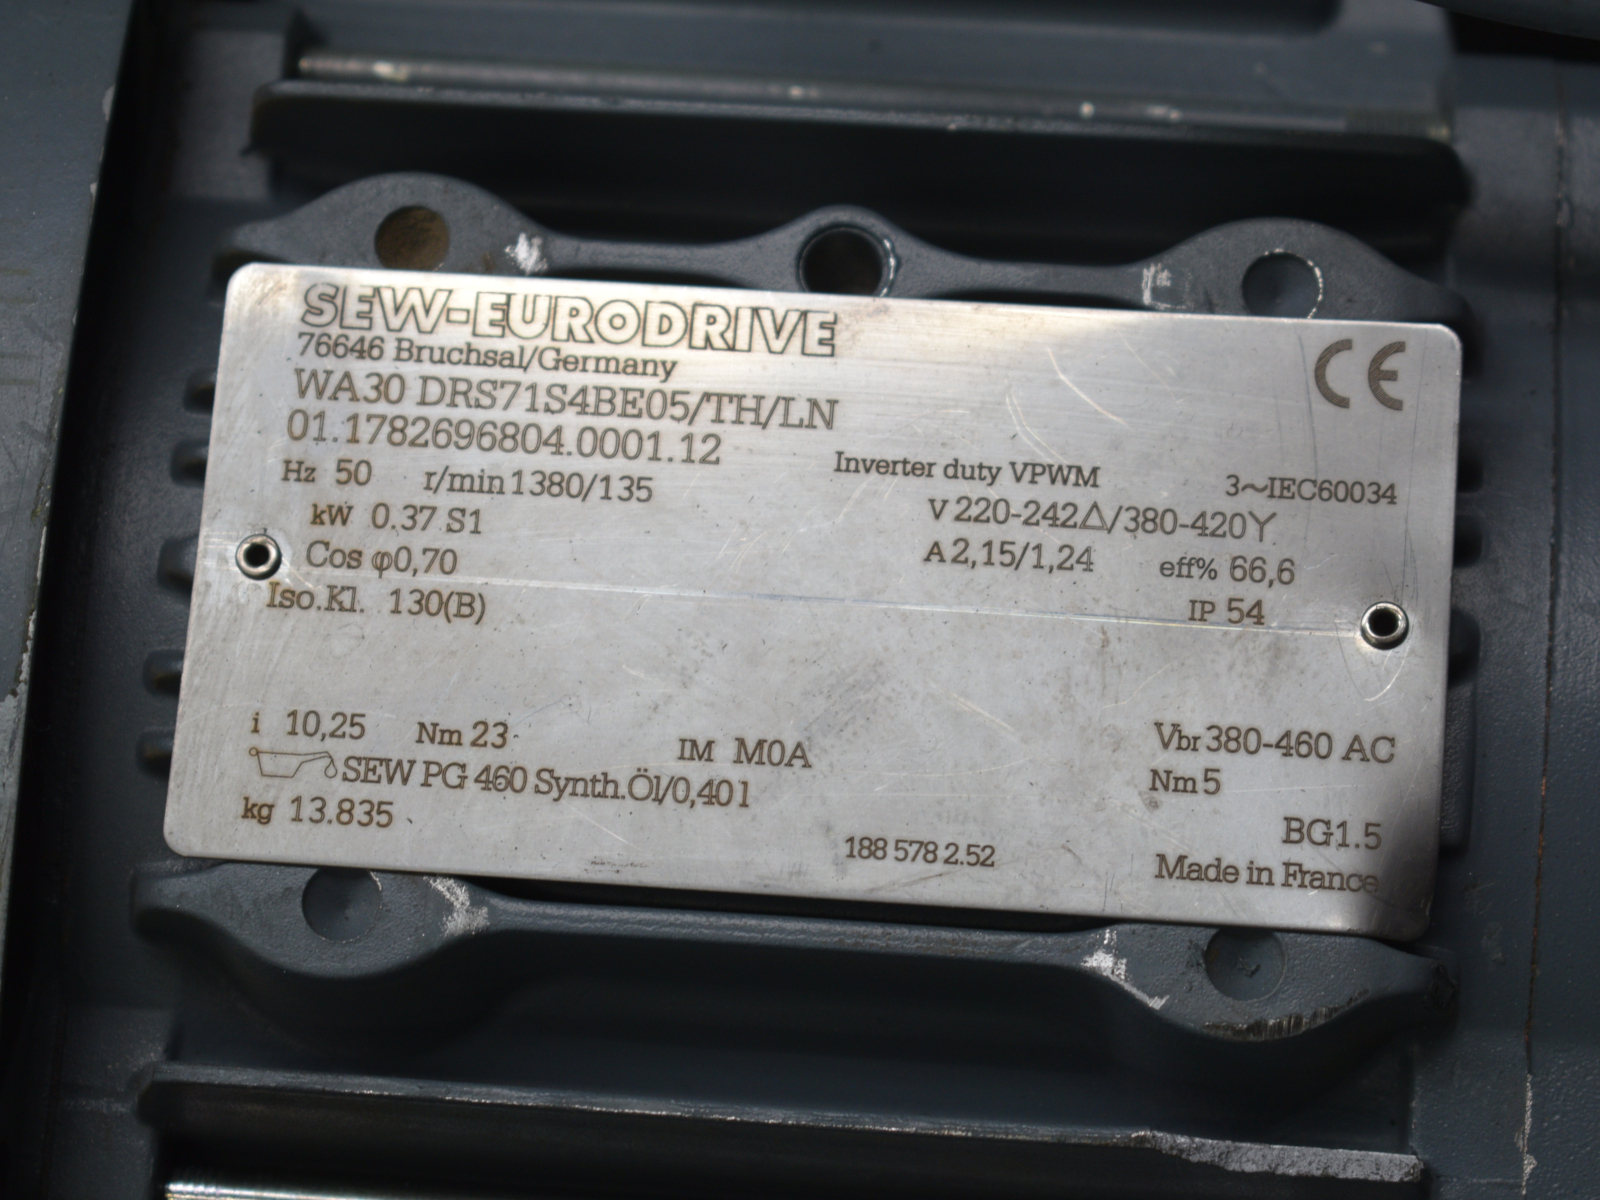 SEW-EURODRIVE
76646 Bruchsal/Germany
WA30 DRS71S4BE05/TH/LN
01.1782696804.0001.12
CE
Hz 50 r/min 1380/135 Inverter duty VPWM 3~IEC60034
kW 0.37 S1 V 220-242△/380-420Y
Cos φ0,70 A 2,15/1,24 eff% 66,6
Iso.Kl. 130(B) IP 54
i 10,25 Nm 23 IM M0A Vbr 380-460 AC
SEW PG 460 Synth.Öl/0,40 l Nm 5
kg 13.835 BG1.5
188 578 2.52 Made in France